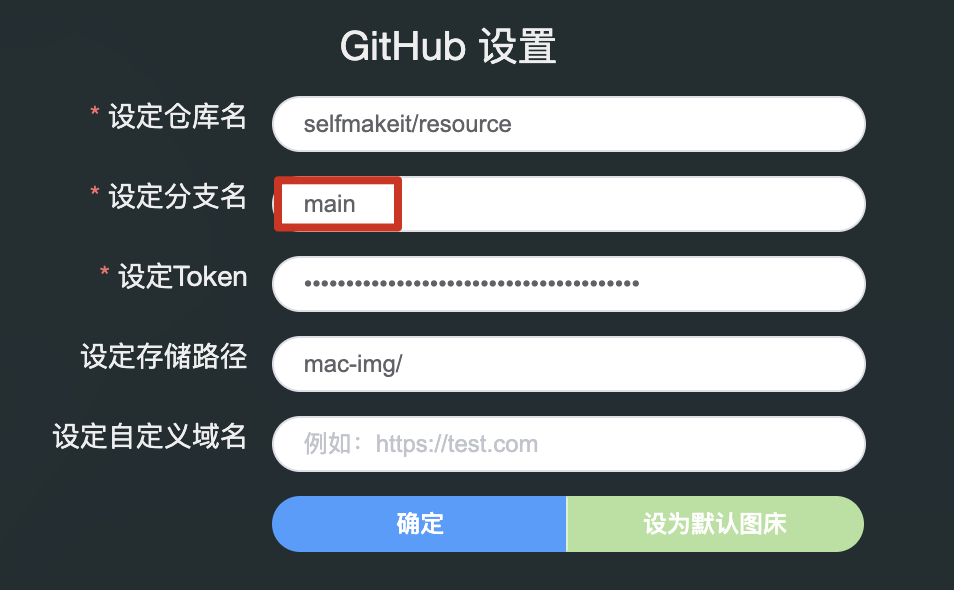 GitHub 设置
* 设定仓库名 selfmakeit/resource
* 设定分支名 main
* 设定Token ••••••••••••••••••••••••••••••••••••••••
设定存储路径 mac-img/
设定自定义域名 例如：https://test.com
确定 设为默认图床